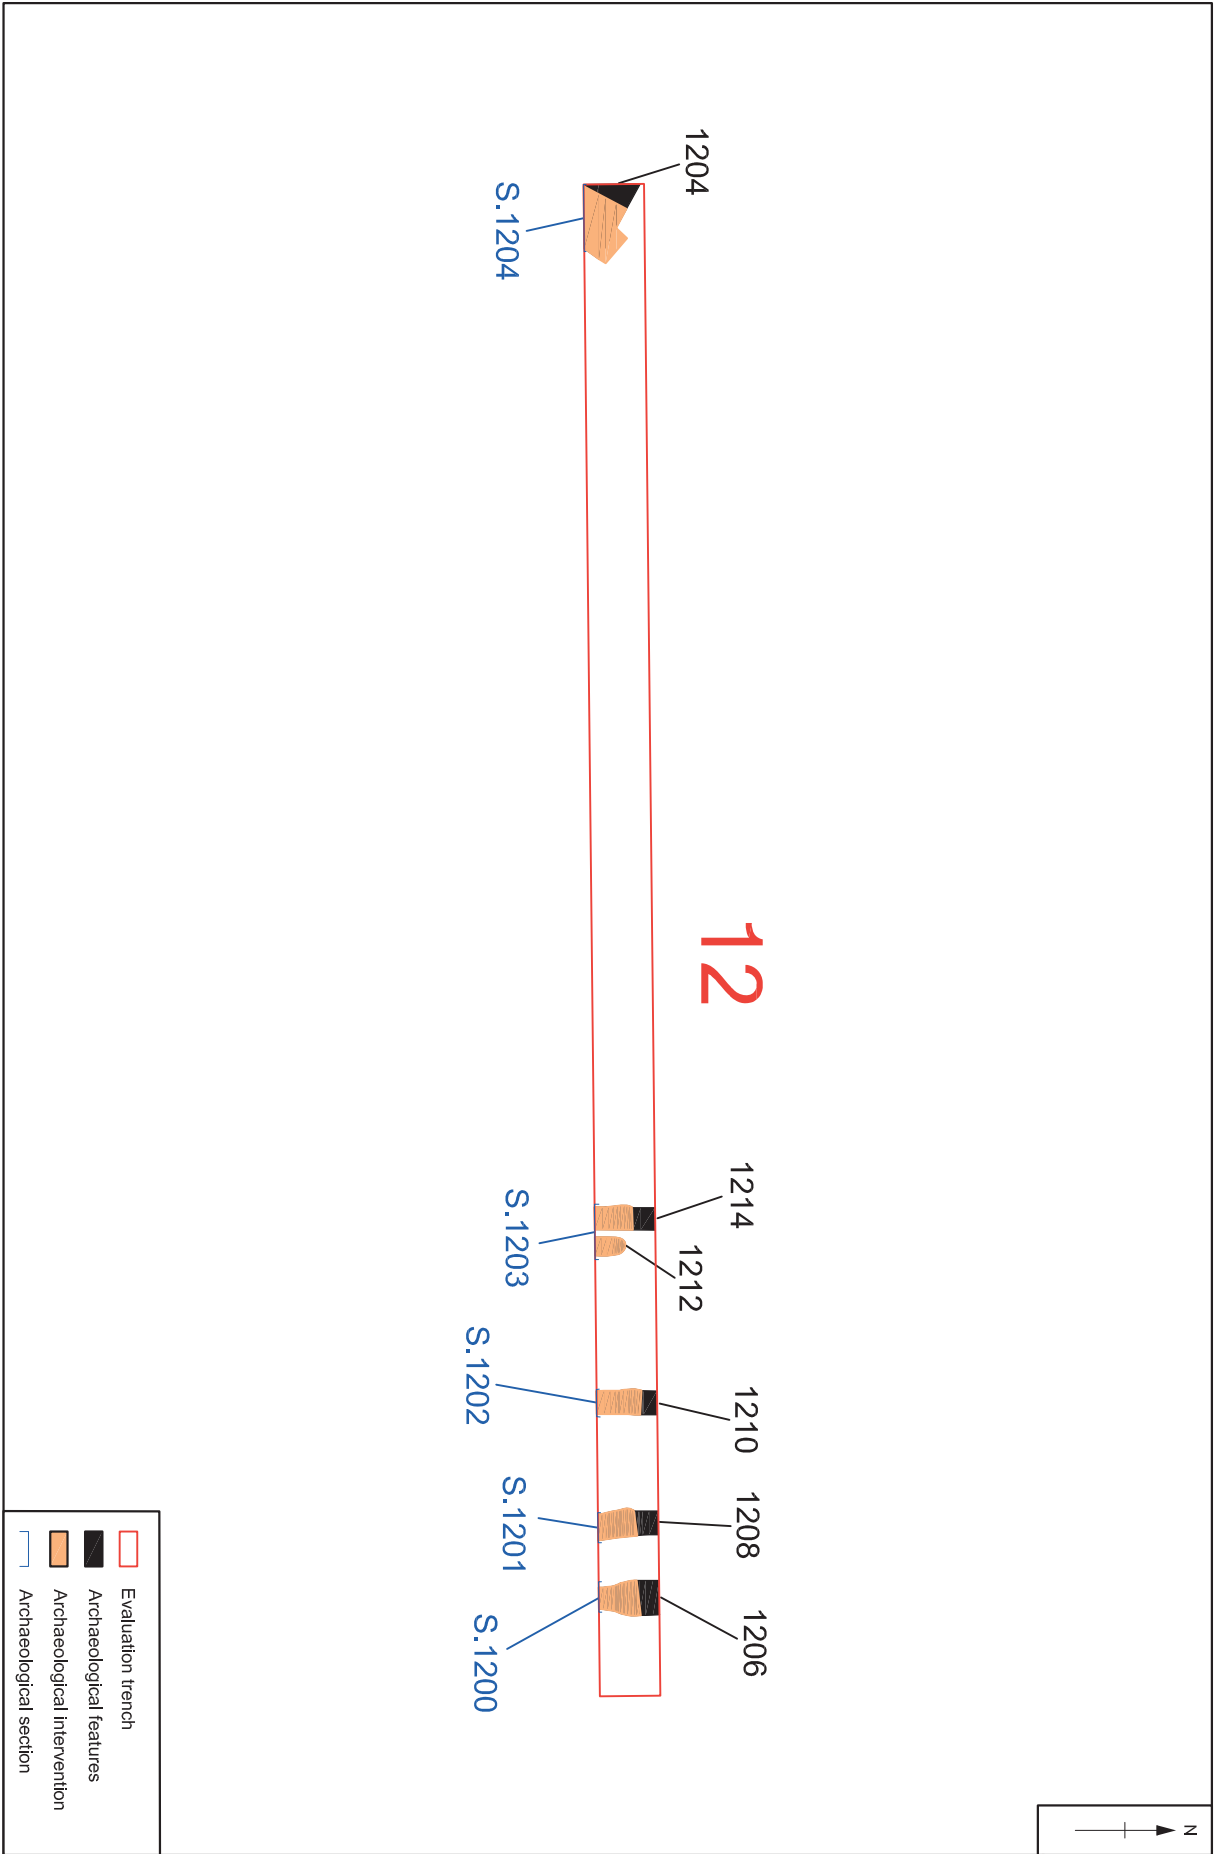 N
1204
S.1204
12
1214
1212
S.1203
1210
S.1202
1208
S.1201
1206
S.1200
Evaluation trench
Archaeological features
Archaeological intervention
Archaeological section